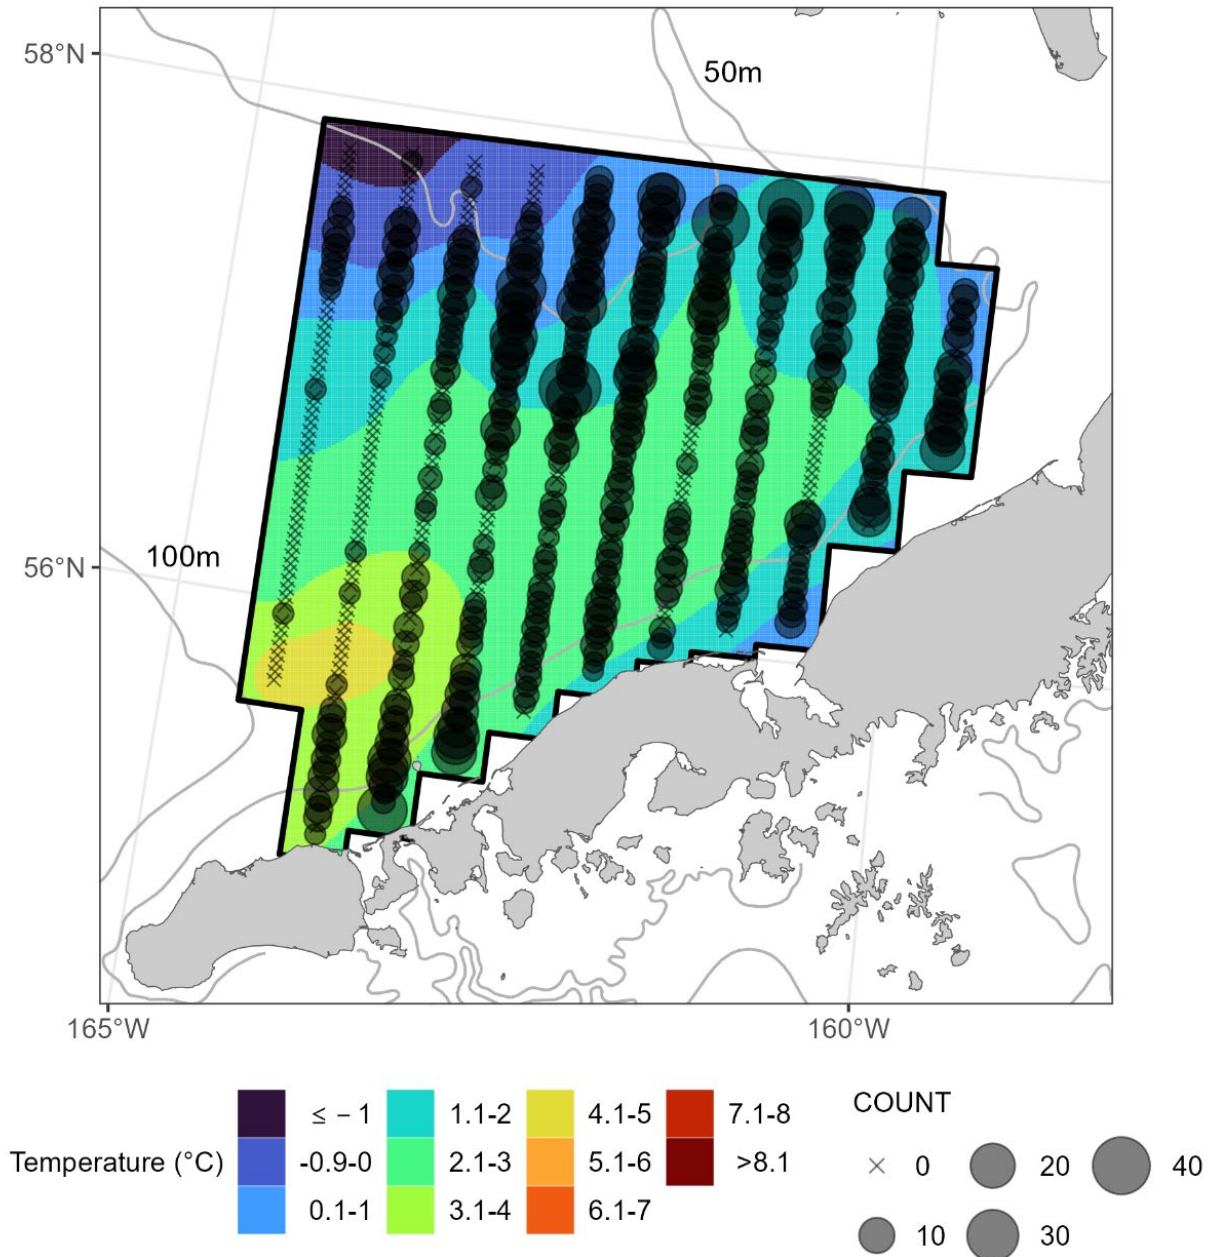 58°N
50m
56°N
100m
165°W
160°W
Temperature (°C)
≤ − 1
-0.9-0
0.1-1
1.1-2
2.1-3
3.1-4
4.1-5
5.1-6
6.1-7
7.1-8
>8.1
COUNT
0
10
20
30
40